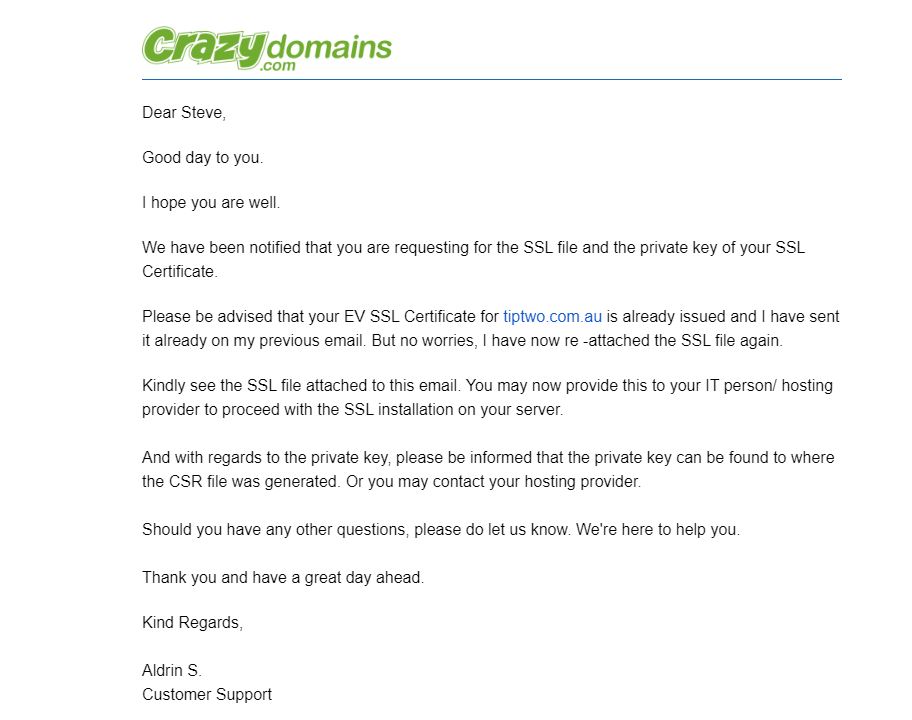 Crazydomains
.com
Dear Steve,
Good day to you.
I hope you are well.
We have been notified that you are requesting for the SSL file and the private key of your SSL
Certificate.
Please be advised that your EV SSL Certificate for tiptwo.com.au is already issued and I have sent
it already on my previous email. But no worries, I have now re -attached the SSL file again.
Kindly see the SSL file attached to this email. You may now provide this to your IT person/ hosting
provider to proceed with the SSL installation on your server.
And with regards to the private key, please be informed that the private key can be found to where
the CSR file was generated. Or you may contact your hosting provider.
Should you have any other questions, please do let us know. We're here to help you.
Thank you and have a great day ahead.
Kind Regards,
Aldrin S.
Customer Support